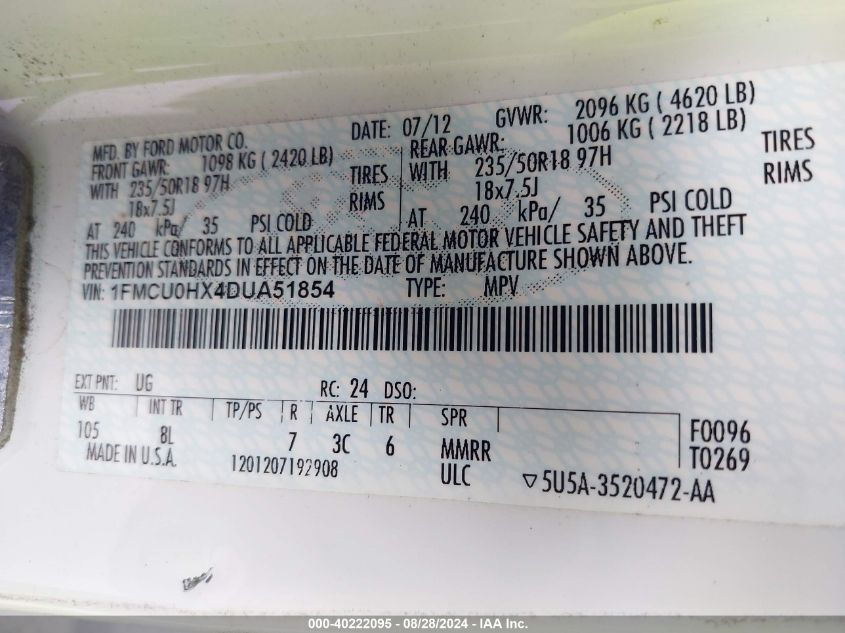 MFD. BY FORD MOTOR CO.
DATE: 07/12
GVWR: 2096 KG ( 4620 LB)
FRONT GAWR: 1098 KG ( 2420 LB)
REAR GAWR: 1006 KG ( 2218 LB)
WITH 235/50R18 97H TIRES
WITH 235/50R18 97H TIRES
18x7.5J RIMS
18x7.5J RIMS
AT 240 kPa/ 35 PSI COLD
AT 240 kPa/ 35 PSI COLD
THIS VEHICLE CONFORMS TO ALL APPLICABLE FEDERAL MOTOR VEHICLE SAFETY AND THEFT
PREVENTION STANDARDS IN EFFECT ON THE DATE OF MANUFACTURE SHOWN ABOVE.
VIN: 1FMCU0HX4DUA51854 TYPE: MPV
EXT PNT: UG RC: 24 DSO:
WB INT TR TP/PS R AXLE TR SPR
105 8L 7 3C 6 MMRR
F0096
T0269
MADE IN U.S.A. 1201207192908 ULC
5U5A-3520472-AA
000-40222095 - 08/28/2024 - IAA Inc.